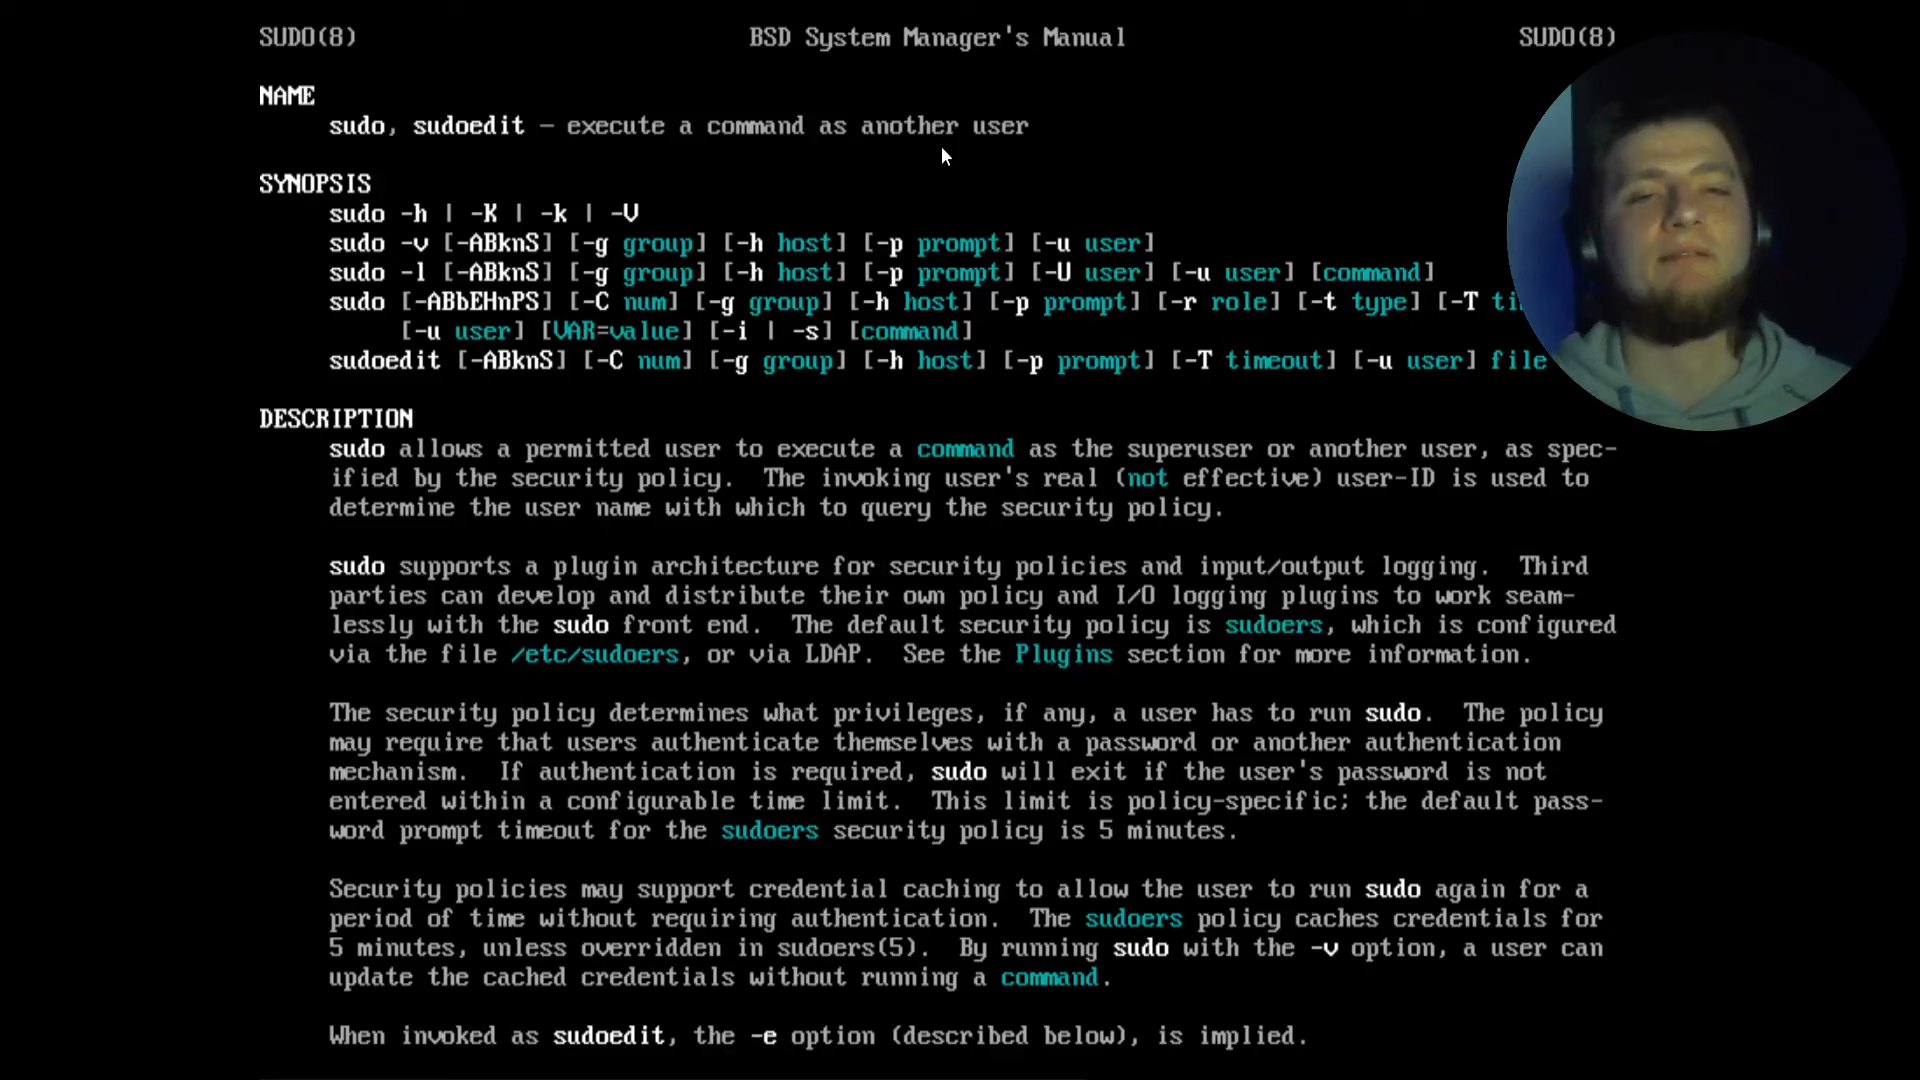 SUDO(8) BSD System Manager's Manual SUDO(8)
NAME
sudo, sudoedit — execute a command as another user
SYNOPSIS
sudo -h | -K | -k | -V
sudo -v [-ABknS] [-g group] [-h host] [-p prompt] [-u user]
sudo -l [-ABknS] [-g group] [-h host] [-p prompt] [-U user] [-u user] [command]
sudo [-ABbEHnPS] [-C num] [-g group] [-h host] [-p prompt] [-r role] [-t type] [-T
[-u user] [VAR=value] [-i | -s] [command]
sudoedit [-ABknS] [-C num] [-g group] [-h host] [-p prompt] [-T timeout] [-u user] file
DESCRIPTION
sudo allows a permitted user to execute a command as the superuser or another user, as spec-
ified by the security policy. The invoking user's real (not effective) user-ID is used to
determine the user name with which to query the security policy.
sudo supports a plugin architecture for security policies and input/output logging. Third
parties can develop and distribute their own policy and I/O logging plugins to work seam-
lessly with the sudo front end. The default security policy is sudoers, which is configured
via the file /etc/sudoers, or via LDAP. See the Plugins section for more information.
The security policy determines what privileges, if any, a user has to run sudo. The policy
may require that users authenticate themselves with a password or another authentication
mechanism. If authentication is required, sudo will exit if the user's password is not
entered within a configurable time limit. This limit is policy-specific; the default pass-
word prompt timeout for the sudoers security policy is 5 minutes.
Security policies may support credential caching to allow the user to run sudo again for a
period of time without requiring authentication. The sudoers policy caches credentials for
5 minutes, unless overridden in sudoers(5). By running sudo with the -v option, a user can
update the cached credentials without running a command.
When invoked as sudoedit, the -e option (described below), is implied.